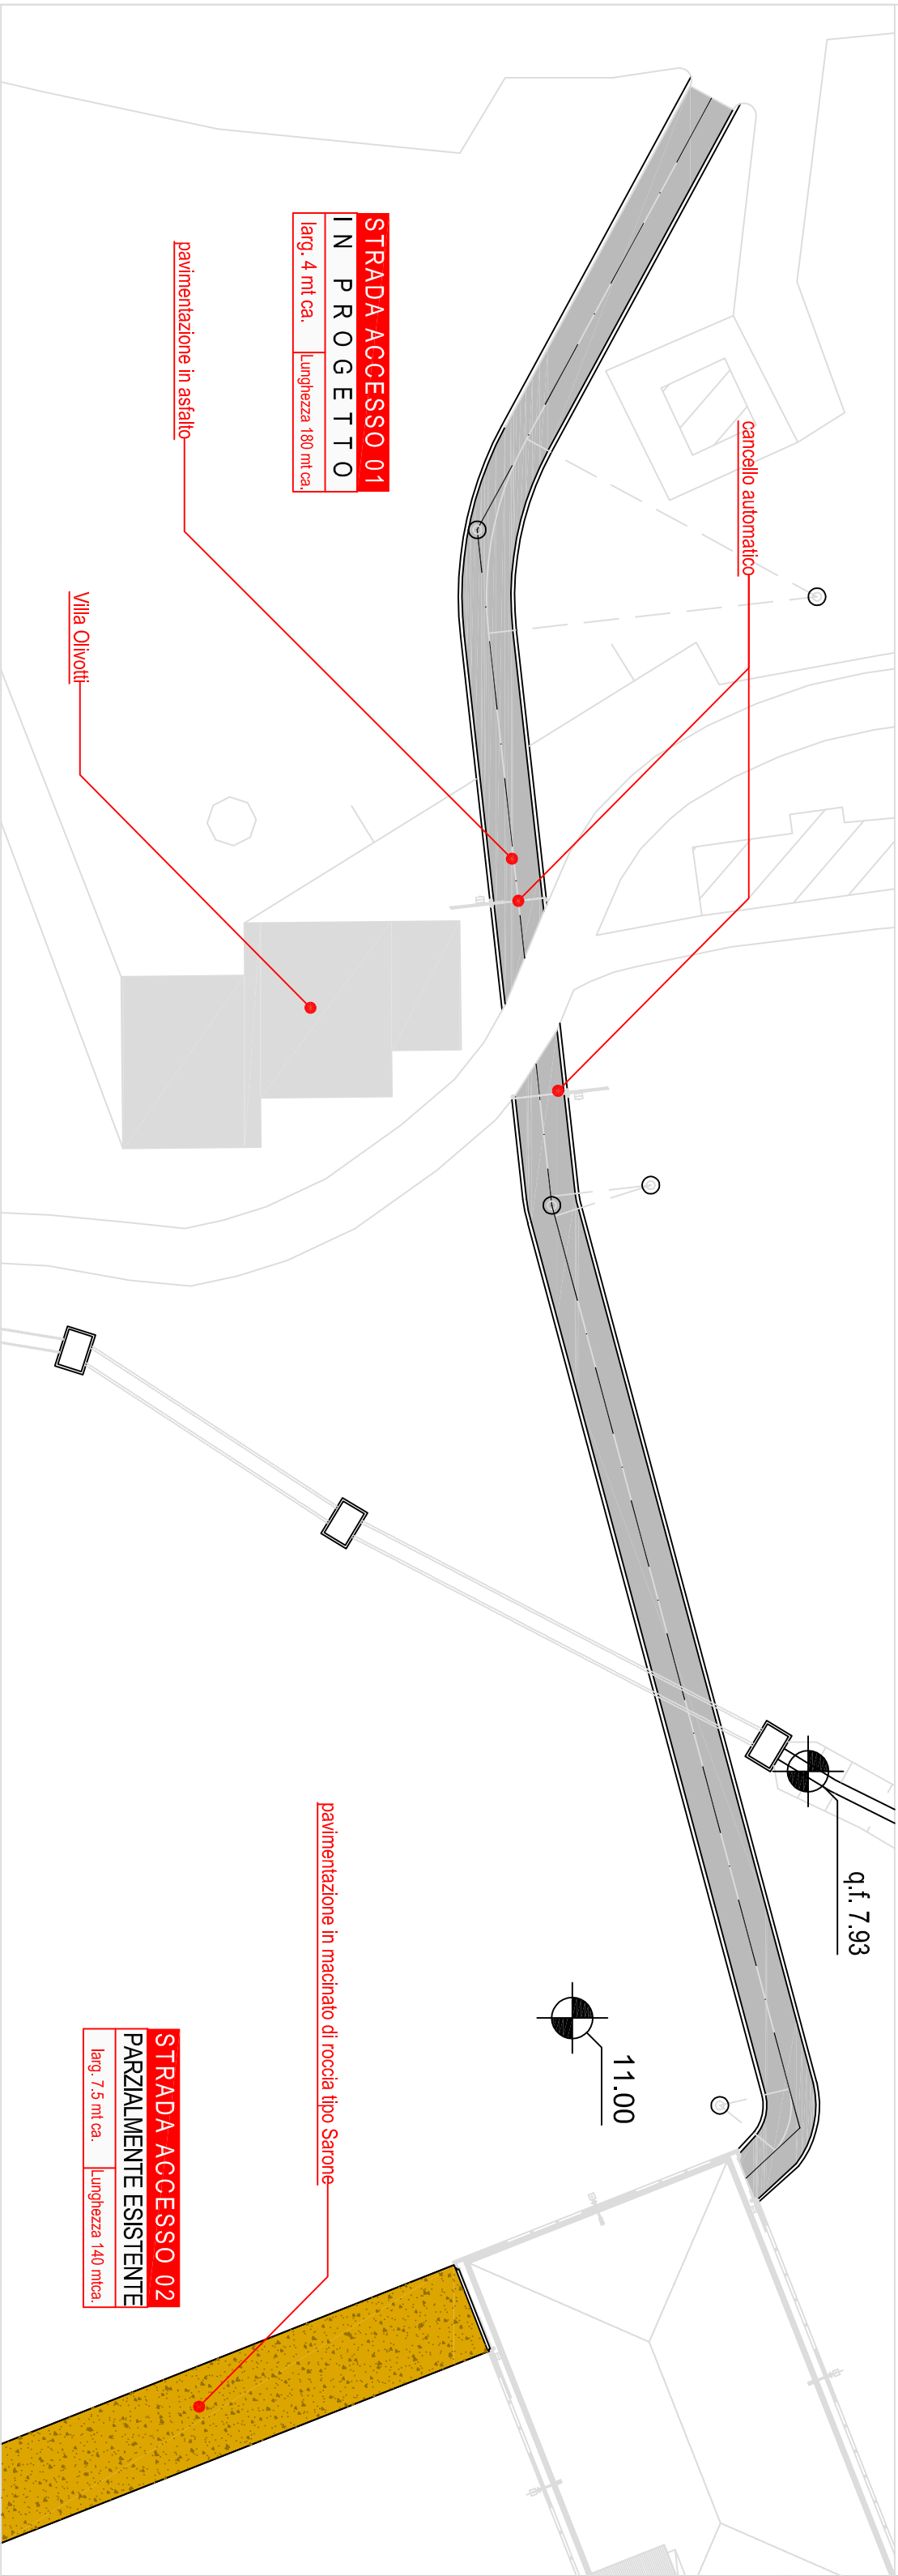 STRADA ACCESSO 01
IN PROGETTO
larg. 4 mt ca.
Lunghezza 180 mt ca.
pavimentazione in asfalto
Villa Olivotti
cancello automatico
q.f. 7.93
11.00
pavimentazione in macinato di roccia tipo Sarone
STRADA ACCESSO 02
PARZIALMENTE ESISTENTE
larg. 7.5 mt ca.
Lunghezza 140 mtca.